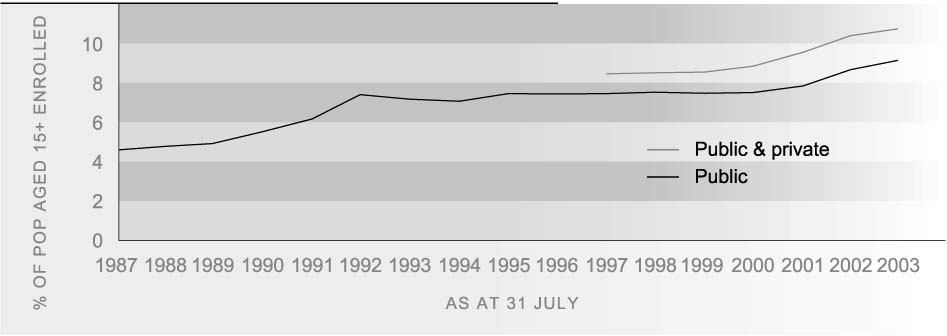 % OF POP AGED 15+ ENROLLED
10
8
6
4
2
0
Public & private
Public
1987 1988 1989 1990 1991 1992 1993 1994 1995 1996 1997 1998 1999 2000 2001 2002 2003
AS AT 31 JULY